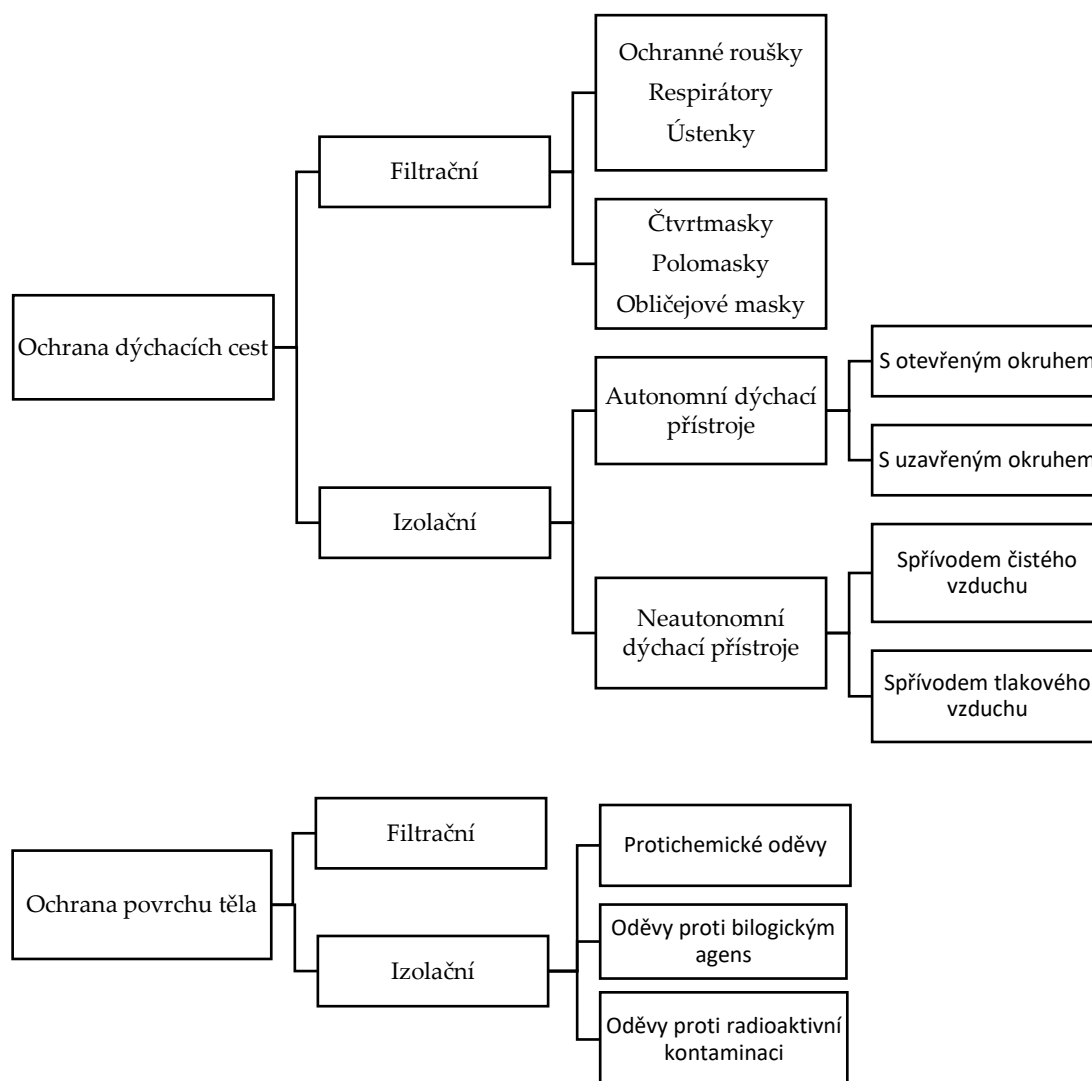 Ochrana dýchacích cest
Filtrační
Ochranné roušky
Respirátory
Ústenky
Čtvrtmasky
Polomasky
Obličejové masky
Izolační
Autonomní dýchací
přístroje
S otevřeným okruhem
S uzavřeným okruhem
Neautonomní
dýchací přístroje
Spřívodem čistého
vzduchu
Spřívodem tlakového
vzduchu
Ochrana povrchu těla
Filtrační
Izolační
Protichemické oděvy
Oděvy proti bilogickým
agens
Oděvy proti radioaktivní
kontaminaci